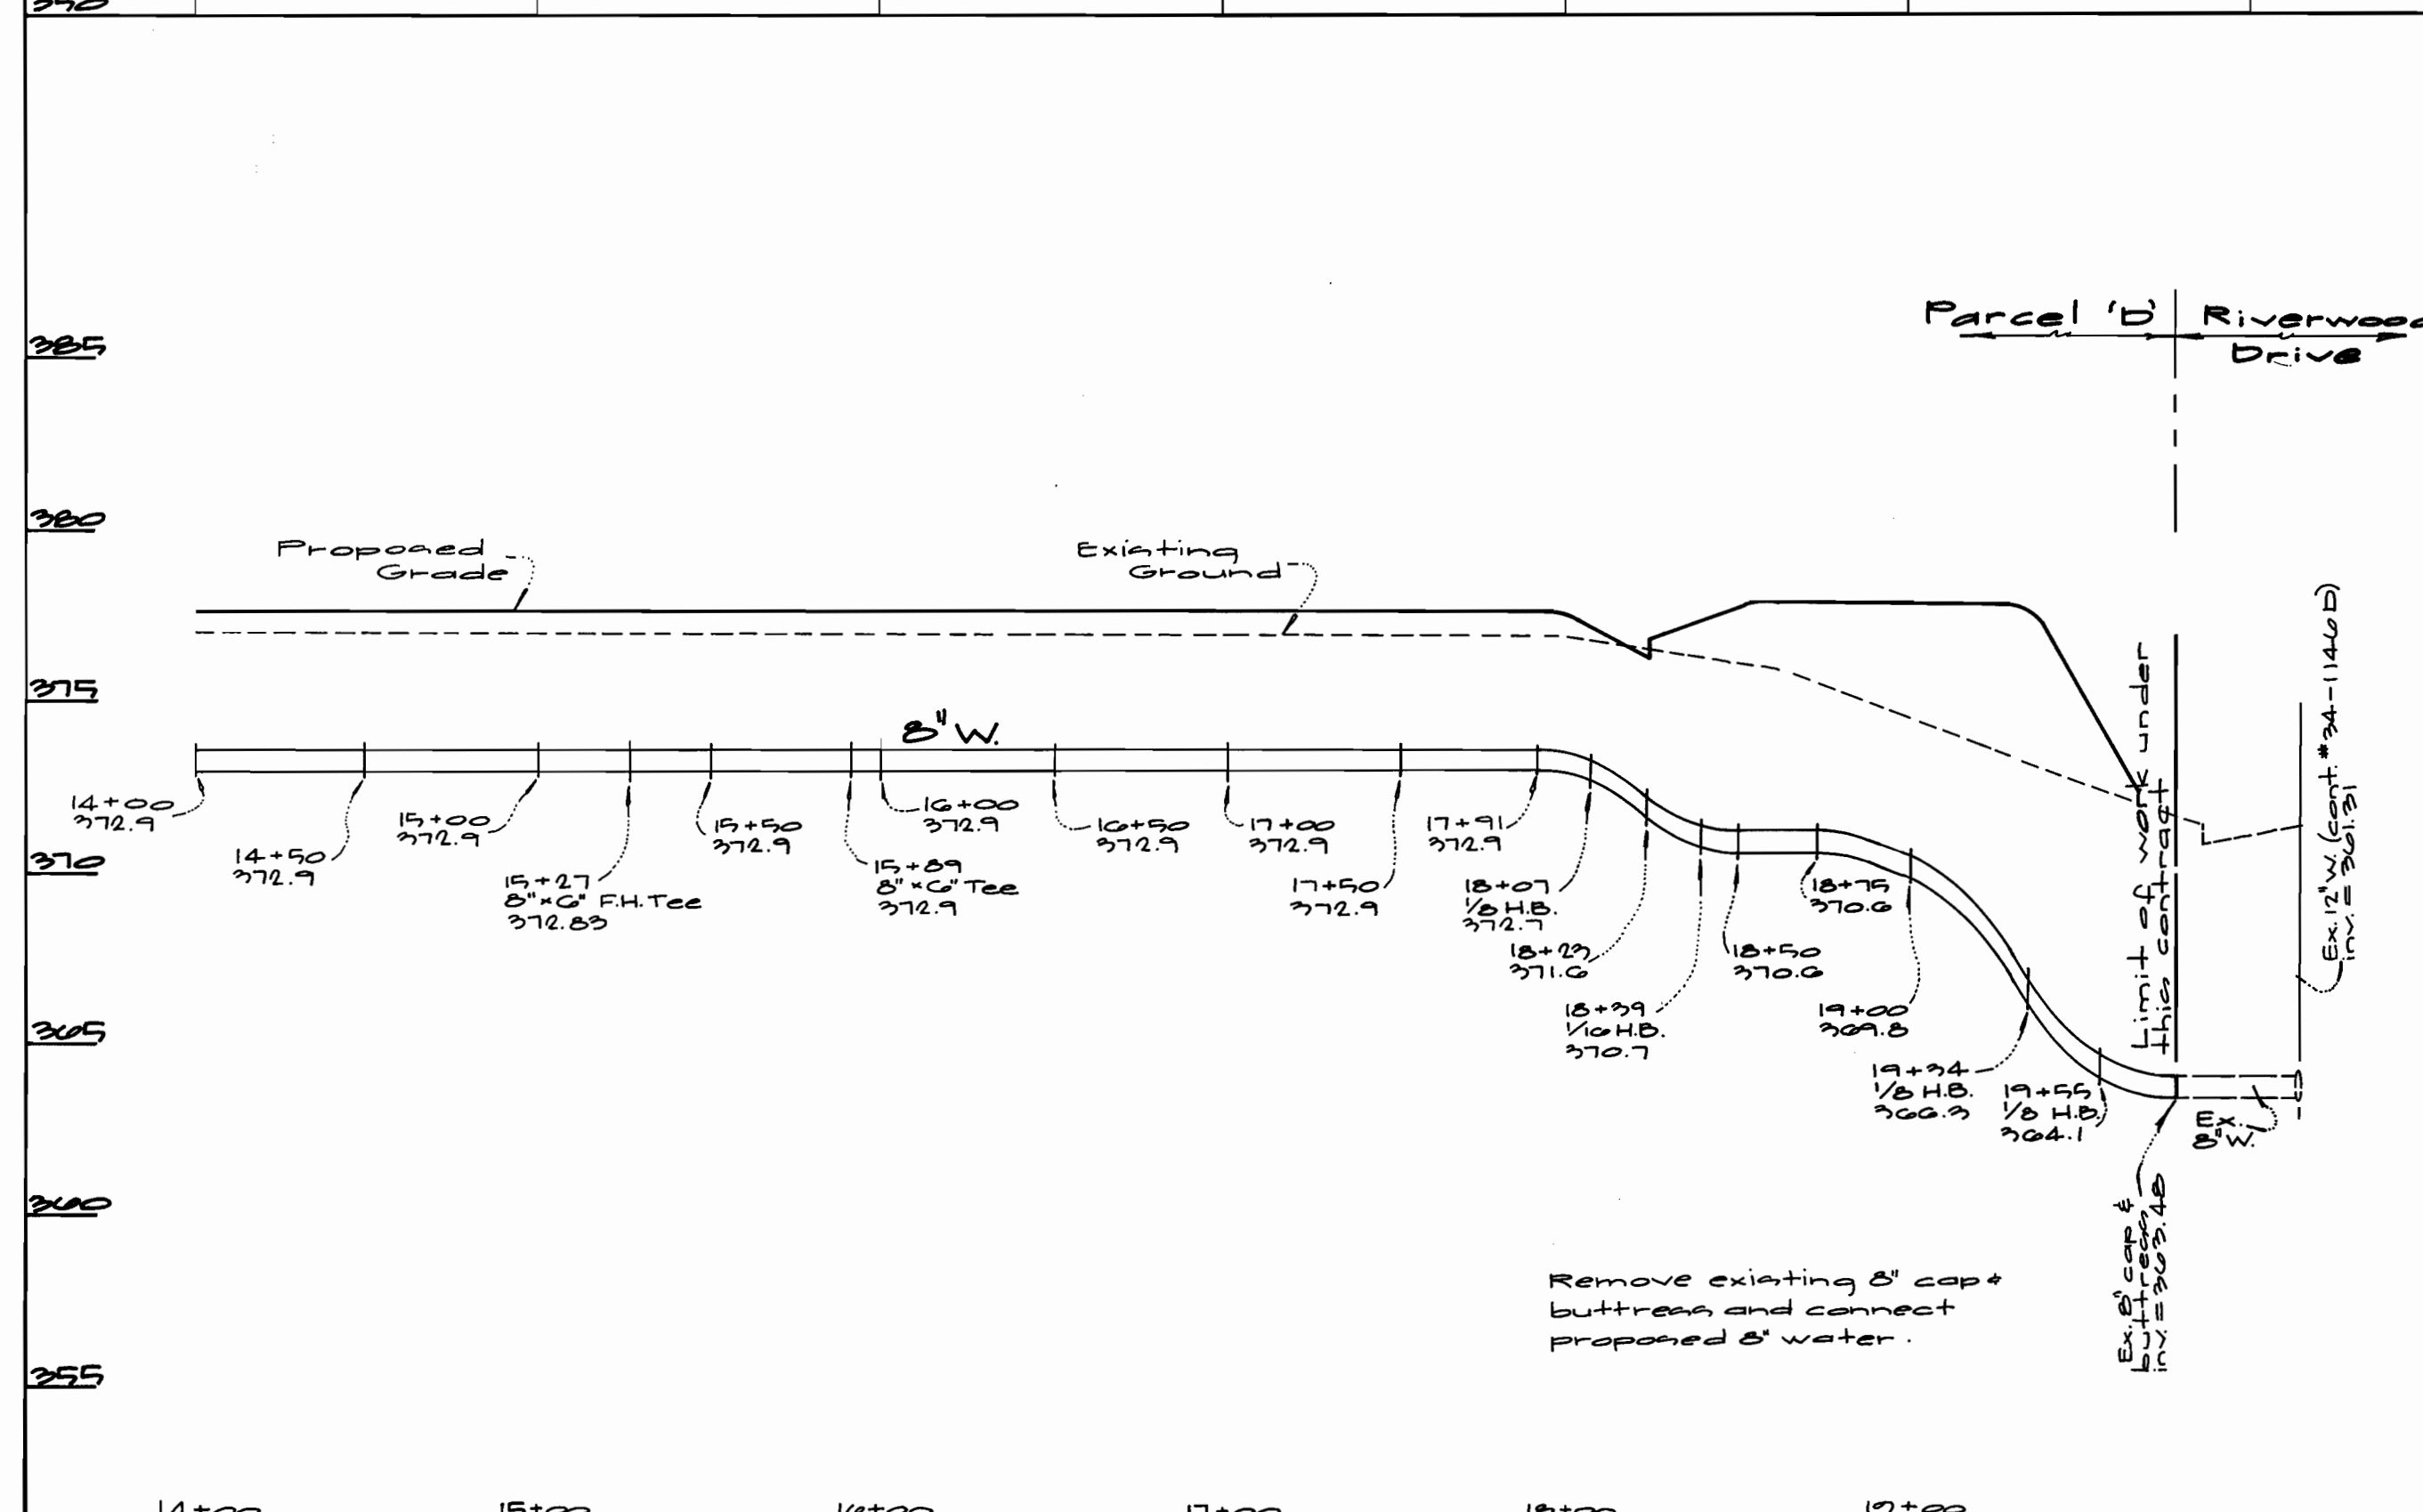 390
385
380
375
370
365
360
355
Parcel 'D'
Riverwood
Drive
Proposed
Grade
Existing
Ground
8" W.
14+00
372.9
14+50
372.9
15+00
372.9
15+27
8" x 6" F.H. Tee
372.83
15+50
372.9
15+89
8" x 6" Tee
372.9
16+00
372.9
16+50
372.9
17+00
372.9
17+50
372.9
17+91
372.9
18+07
1/8 H.B.
372.7
18+23
371.6
18+39
1/16 H.B.
370.7
18+50
370.6
18+75
370.6
19+00
369.8
19+34
1/8 H.B.
366.3
19+55
1/8 H.B.
364.1
Limit of work under
this contract
Ex. 12" W. (cont. #34-1146D)
inv. = 361.31
Ex.
8" W.
Ex. 8" cap &
buttress
inv. = 363.48
Remove existing 8" cap &
buttress and connect
proposed 8" water.
14+00
15+00
16+00
17+00
18+00
19+00